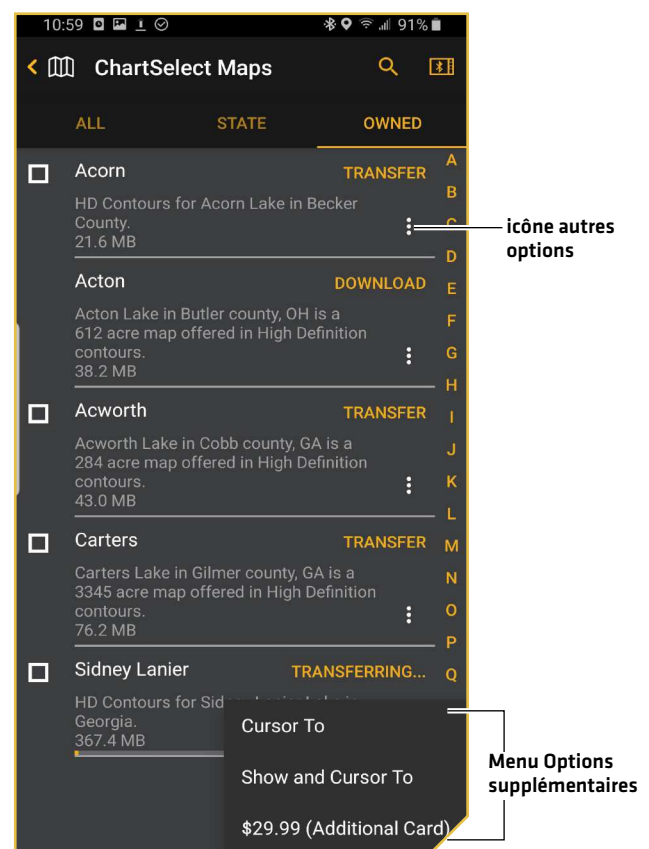 10:59 91%
ChartSelect Maps
ALL STATE OWNED
Acorn TRANSFER
HD Contours for Acorn Lake in Becker
County.
21.6 MB
Acton DOWNLOAD
Acton Lake in Butler county, OH is a
612 acre map offered in High Definition
contours.
38.2 MB
Acworth TRANSFER
Acworth Lake in Cobb county, GA is a
284 acre map offered in High Definition
contours.
43.0 MB
Carters TRANSFER
Carters Lake in Gilmer county, GA is a
3345 acre map offered in High Definition
contours.
76.2 MB
Sidney Lanier TRANSFERRING...
HD Contours for
Georgia.
367.4 MB
Cursor To
Show and Cursor To
$29.99 (Additional Card)
A
B
C
D
E
F
G
H
I
J
K
L
M
N
O
P
Q
icône autres
options
Menu Options
supplémentaires